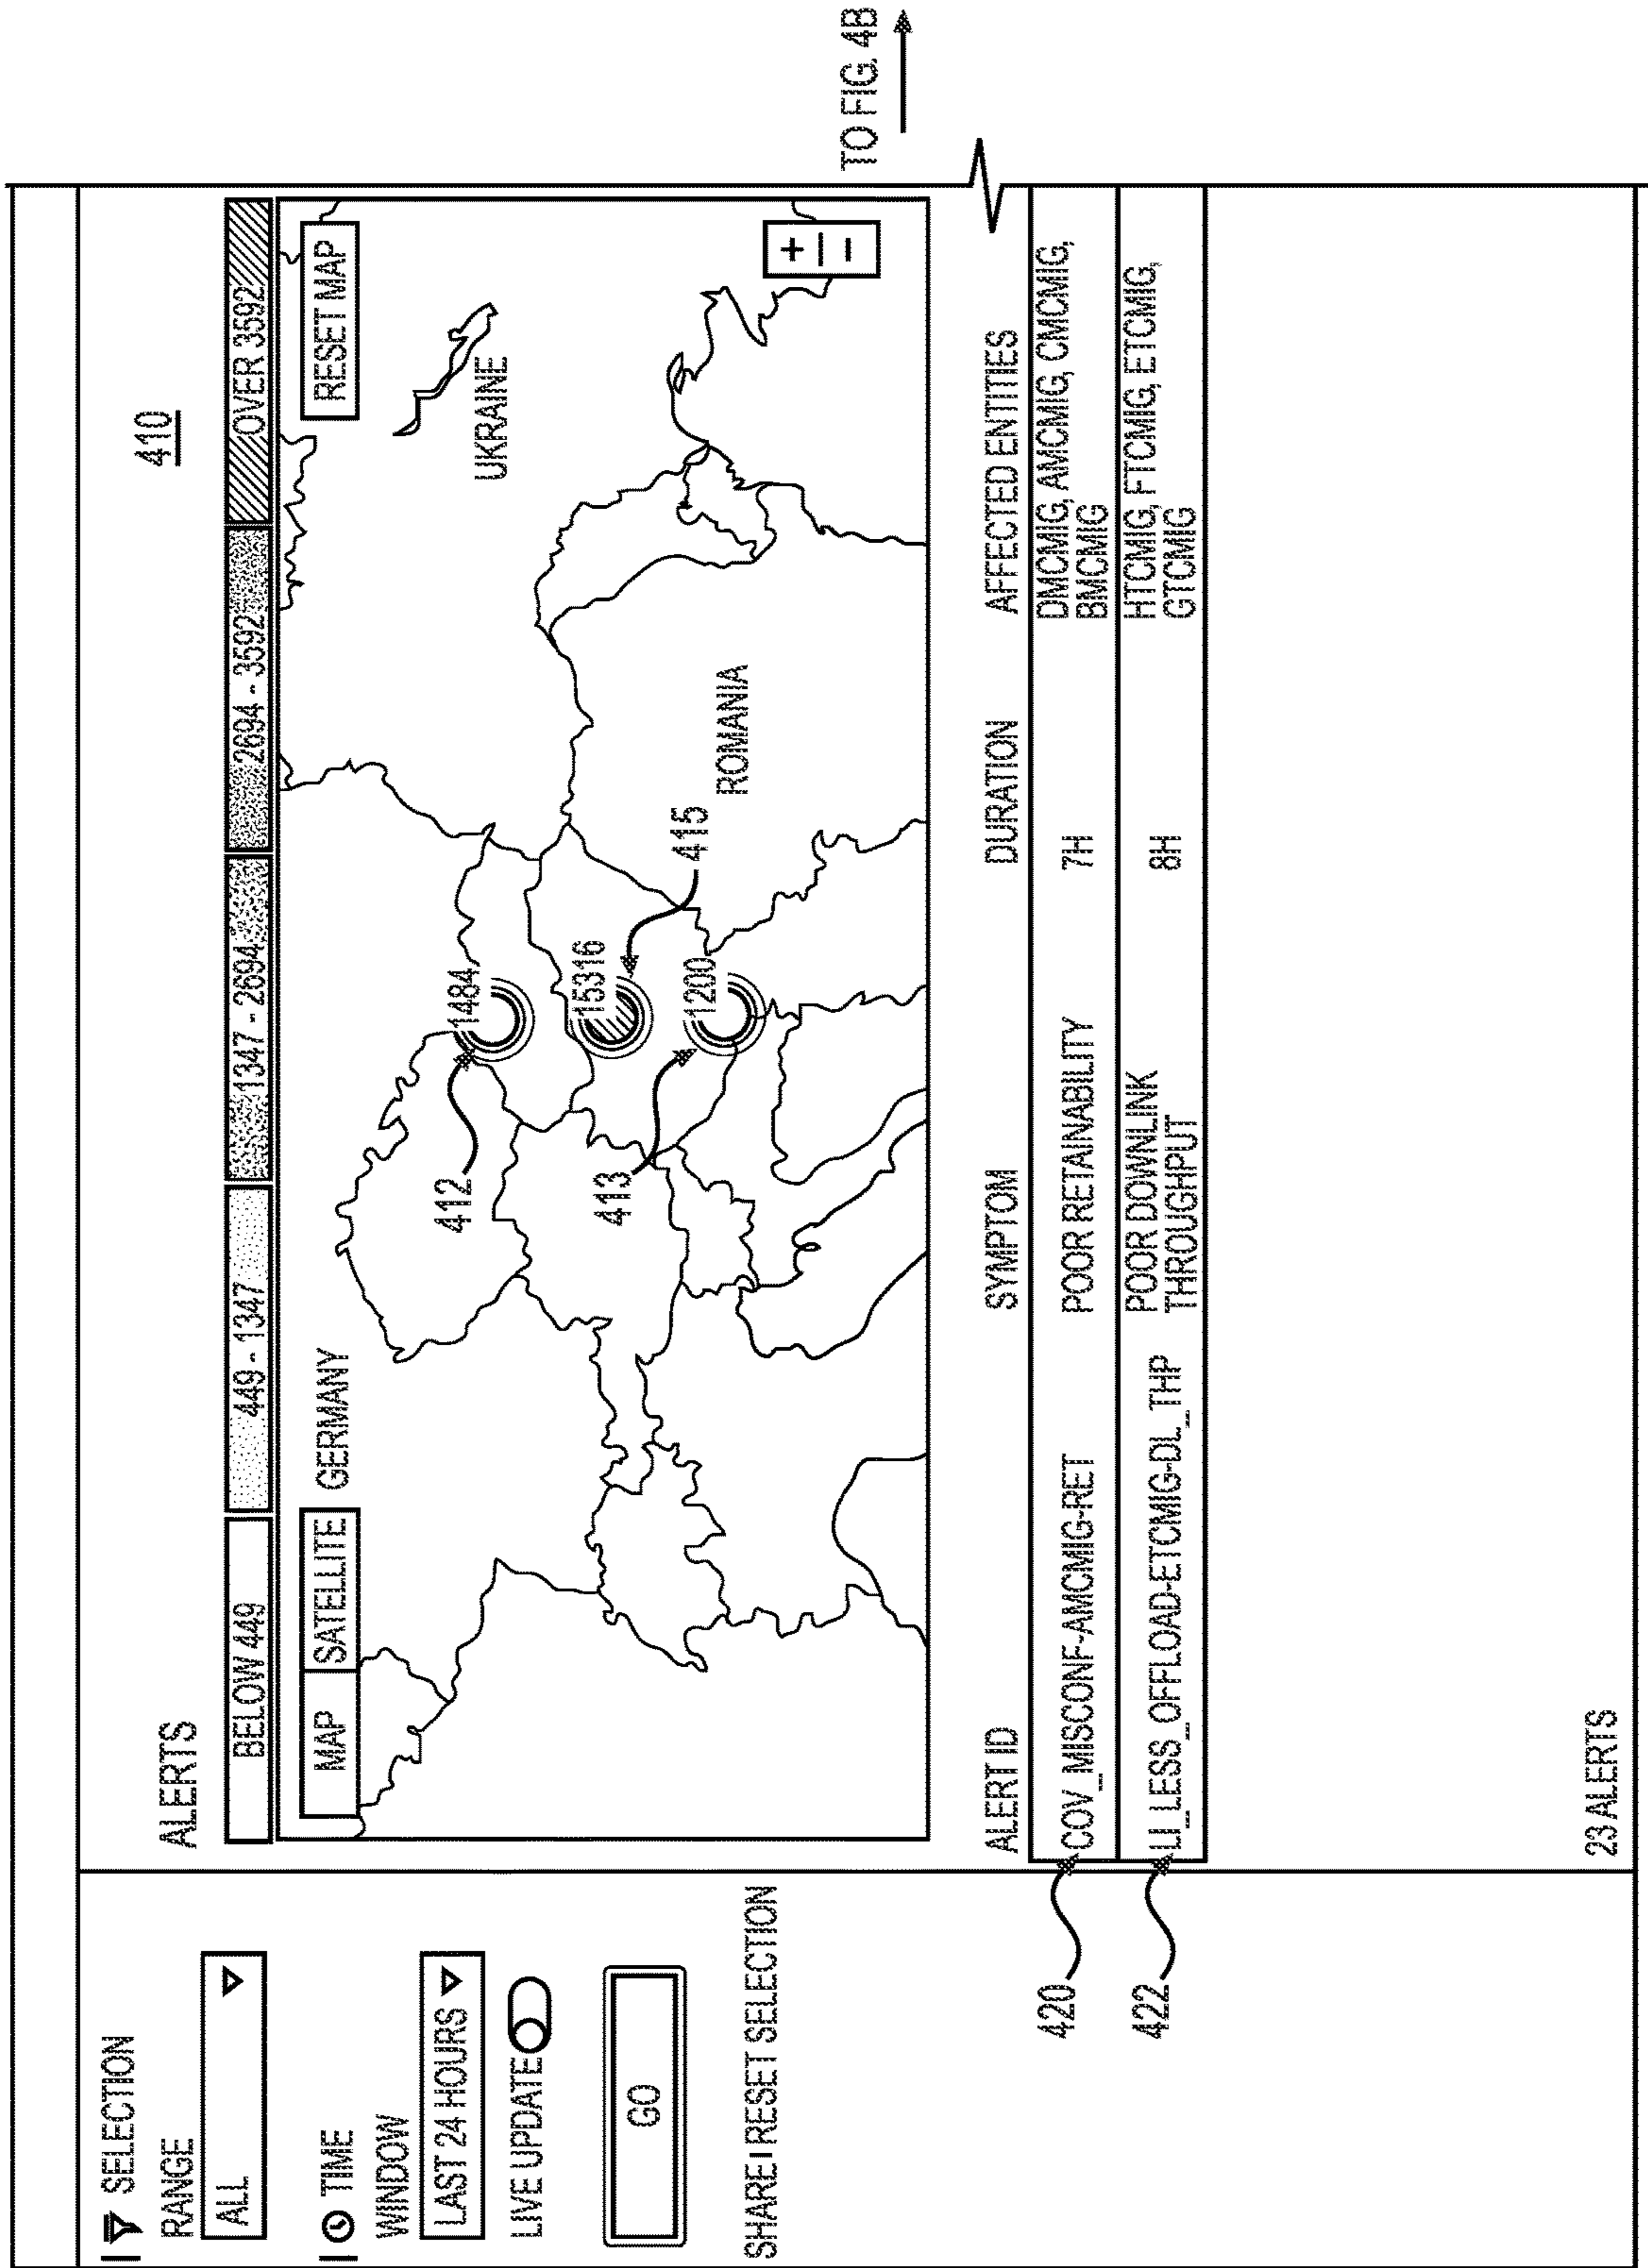 SELECTION
RANGE
ALL
TIME
WINDOW
LAST 24 HOURS
LIVE UPDATE
GO
SHARE | RESET SELECTION
ALERTS
410
BELOW 449
449 - 1347
1347 - 2694
2694 - 3592
OVER 3592
MAP
SATELLITE
GERMANY
RESET MAP
UKRAINE
412
1484
15316
415
413
1200
ROMANIA
+
–
TO FIG. 4B
ALERT ID SYMPTOM DURATION AFFECTED ENTITIES
420
COV_MISCONF-AMCMIG-RET POOR RETAINABILITY 7H DMCMIG, AMCMIG, CMCMIG,
BMCMIG
422
LI_LESS_OFFLOAD-ETCMIG-DL_THP POOR DOWNLINK 8H HTCMIG, FTCMIG, ETCMIG,
THROUGHPUT GTCMIG
23 ALERTS